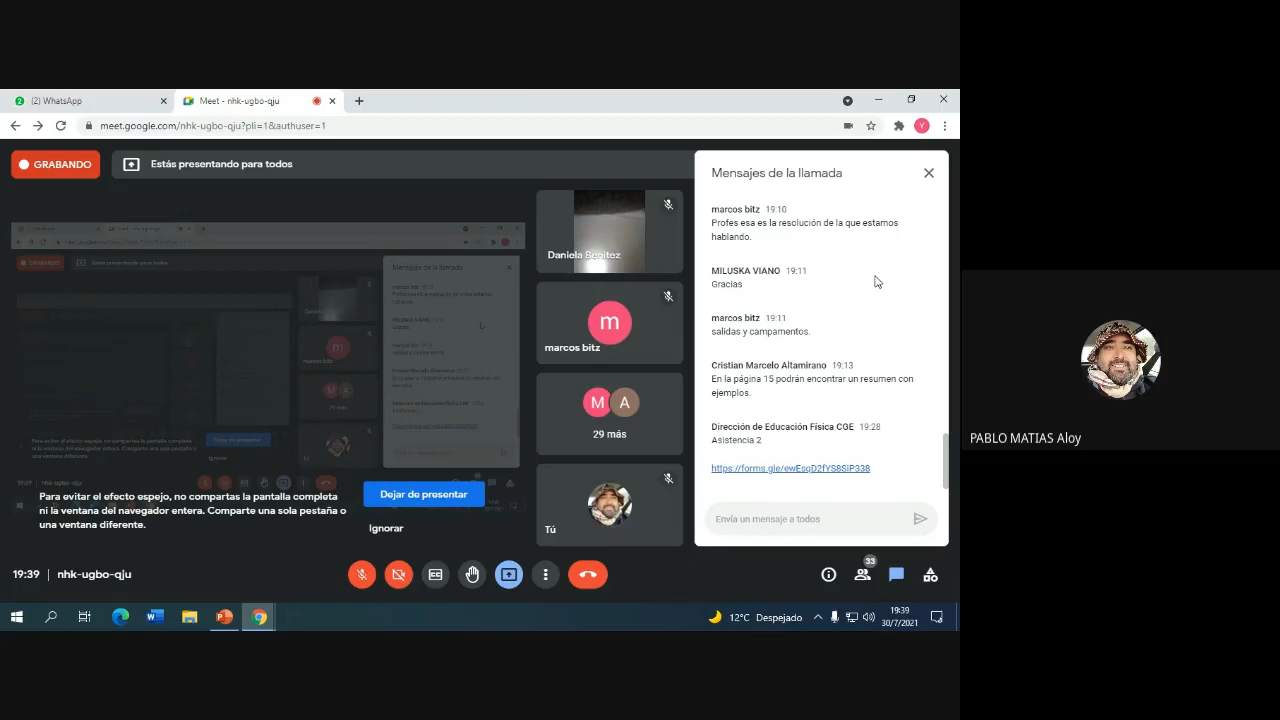 (2) WhatsApp
Meet - nhk-ugbo-qju
meet.google.com/nhk-ugbo-qju?pli=1&authuser=1
Y
GRABANDO
Estás presentando para todos
Daniela Benitez
m
marcos bitz
M A
29 más
Tú
Para evitar el efecto espejo, no compartas la pantalla completa
ni la ventana del navegador entera. Comparte una sola pestaña o
una ventana diferente.
Dejar de presentar
Ignorar
Mensajes de la llamada
marcos bitz 19:10
Profes esa es la resolución de la que estamos
hablando.
MILUSKA VIANO 19:11
Gracias
marcos bitz 19:11
salidas y campamentos.
Cristian Marcelo Altamirano 19:13
En la página 15 podrán encontrar un resumen con
ejemplos.
Dirección de Educación Física CGE 19:28
Asistencia 2
https://forms.gle/ewEsqD2fYS8SiP338
Envía un mensaje a todos
19:39 | nhk-ugbo-qju
33
12°C Despejado
19:39
30/7/2021
PABLO MATIAS Aloy